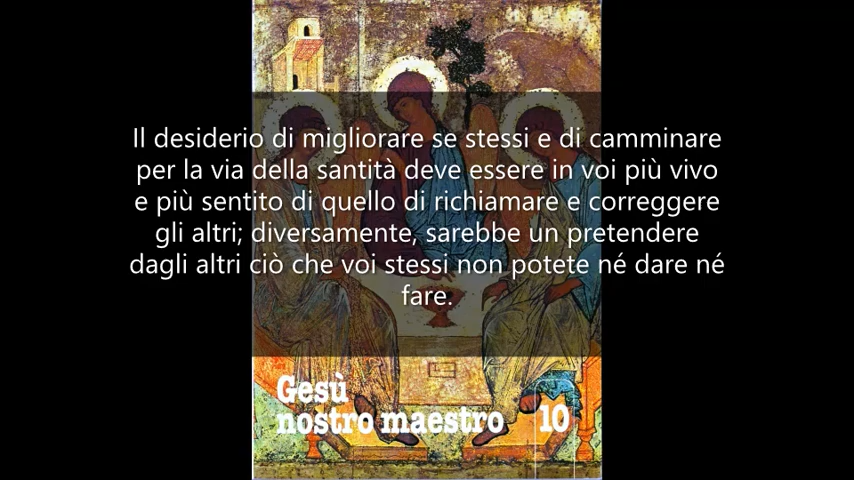 Il desiderio di migliorare se stessi e di camminare
per la via della santità deve essere in voi più vivo
e più sentito di quello di richiamare e correggere
gli altri; diversamente, sarebbe un pretendere
dagli altri ciò che voi stessi non potete né dare né
fare.
Gesù
nostro maestro 10